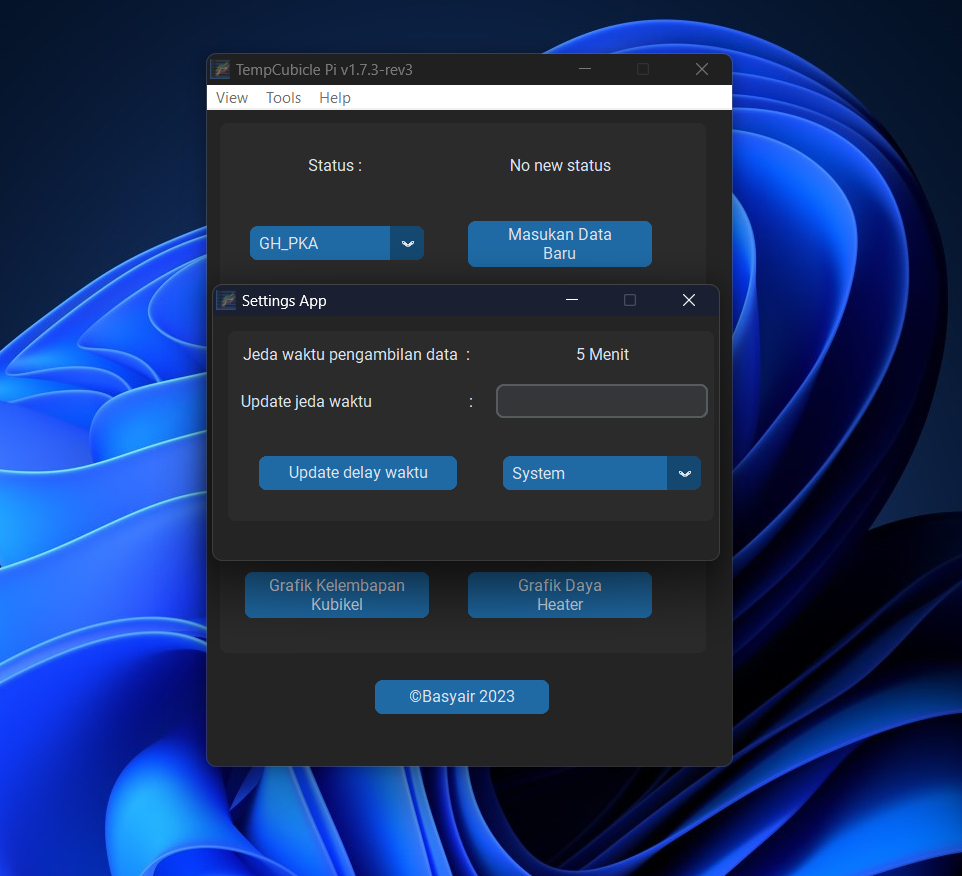 TempCubicle Pi v1.7.3-rev3
View Tools Help
Status : No new status
GH_PKA
Masukan Data
Baru
Settings App
Jeda waktu pengambilan data : 5 Menit
Update jeda waktu :
Update delay waktu
System
Grafik Kelembapan
Kubikel
Grafik Daya
Heater
©Basyair 2023